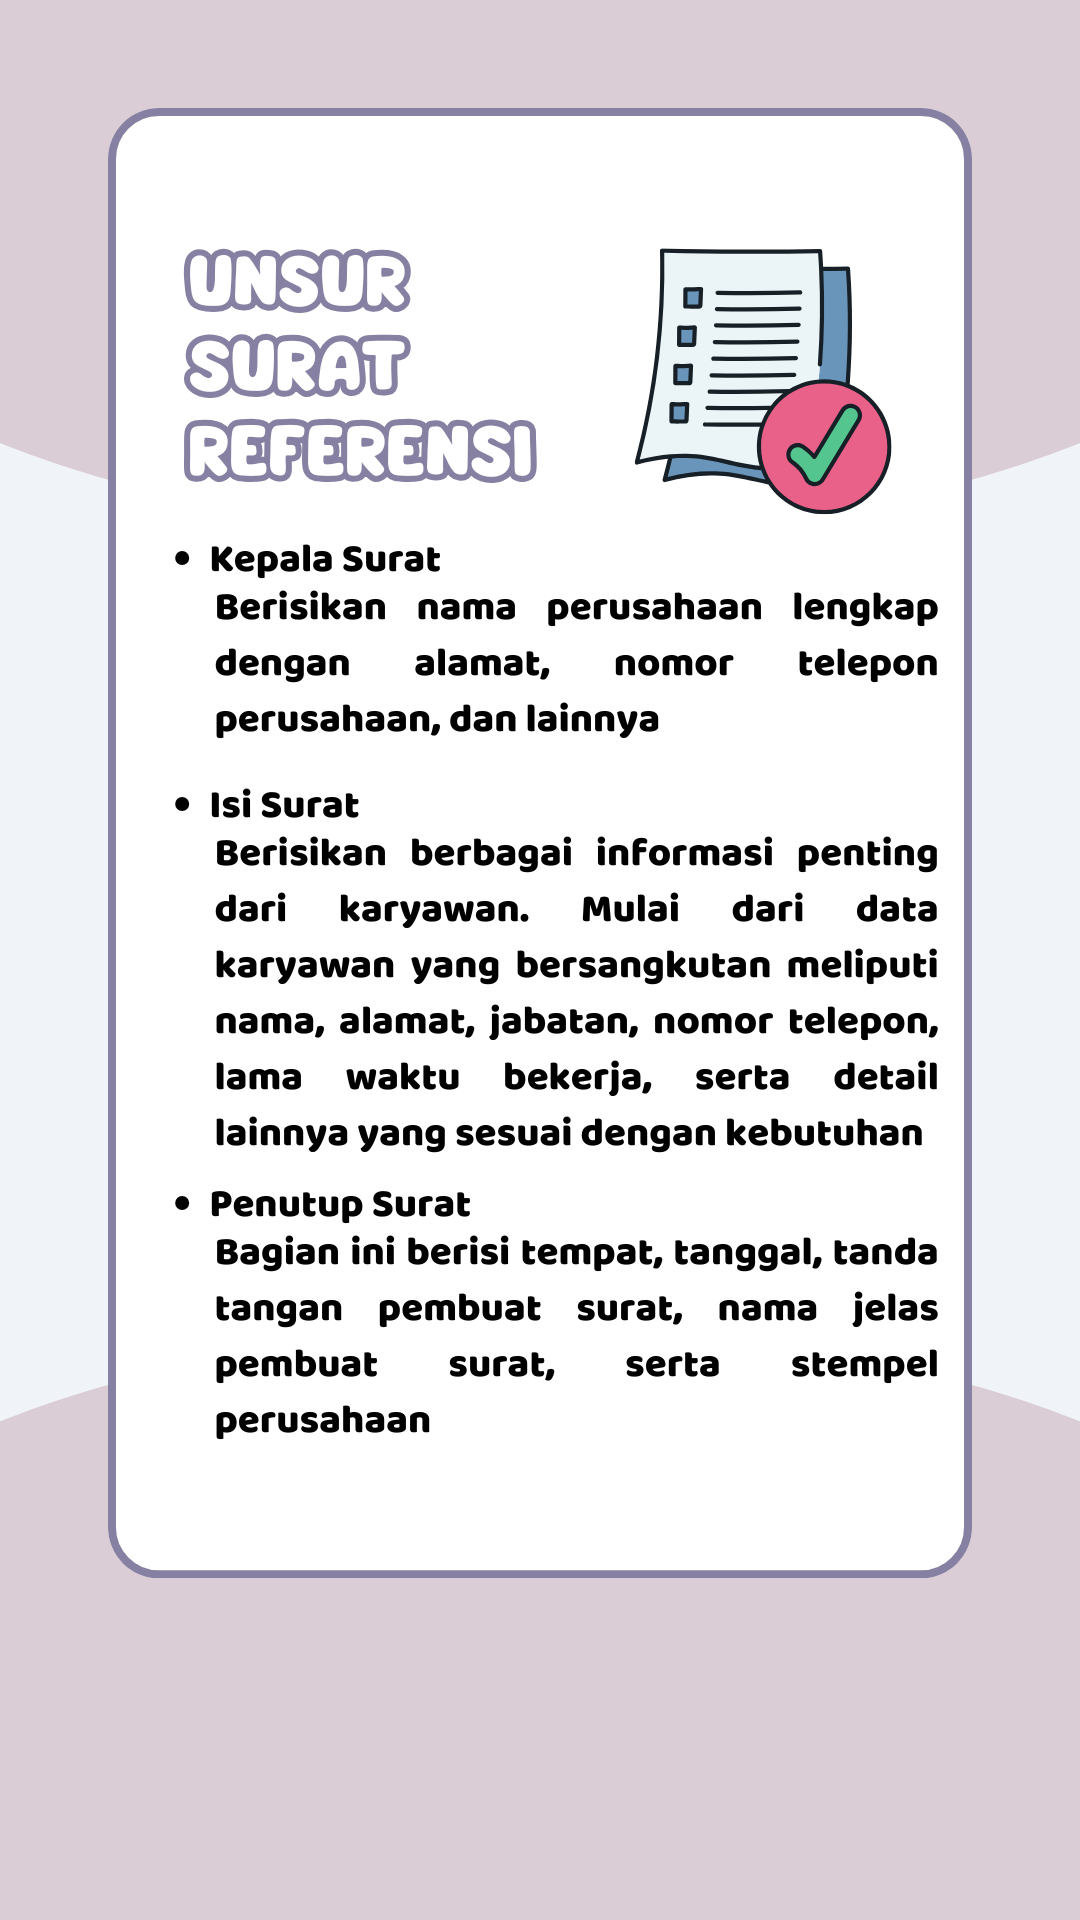 UNSUR
SURAT
REFERENSI
• Kepala Surat
Berisikan nama perusahaan lengkap
dengan alamat, nomor telepon
perusahaan, dan lainnya
• Isi Surat
Berisikan berbagai informasi penting
dari karyawan. Mulai dari data
karyawan yang bersangkutan meliputi
nama, alamat, jabatan, nomor telepon,
lama waktu bekerja, serta detail
lainnya yang sesuai dengan kebutuhan
• Penutup Surat
Bagian ini berisi tempat, tanggal, tanda
tangan pembuat surat, nama jelas
pembuat surat, serta stempel
perusahaan